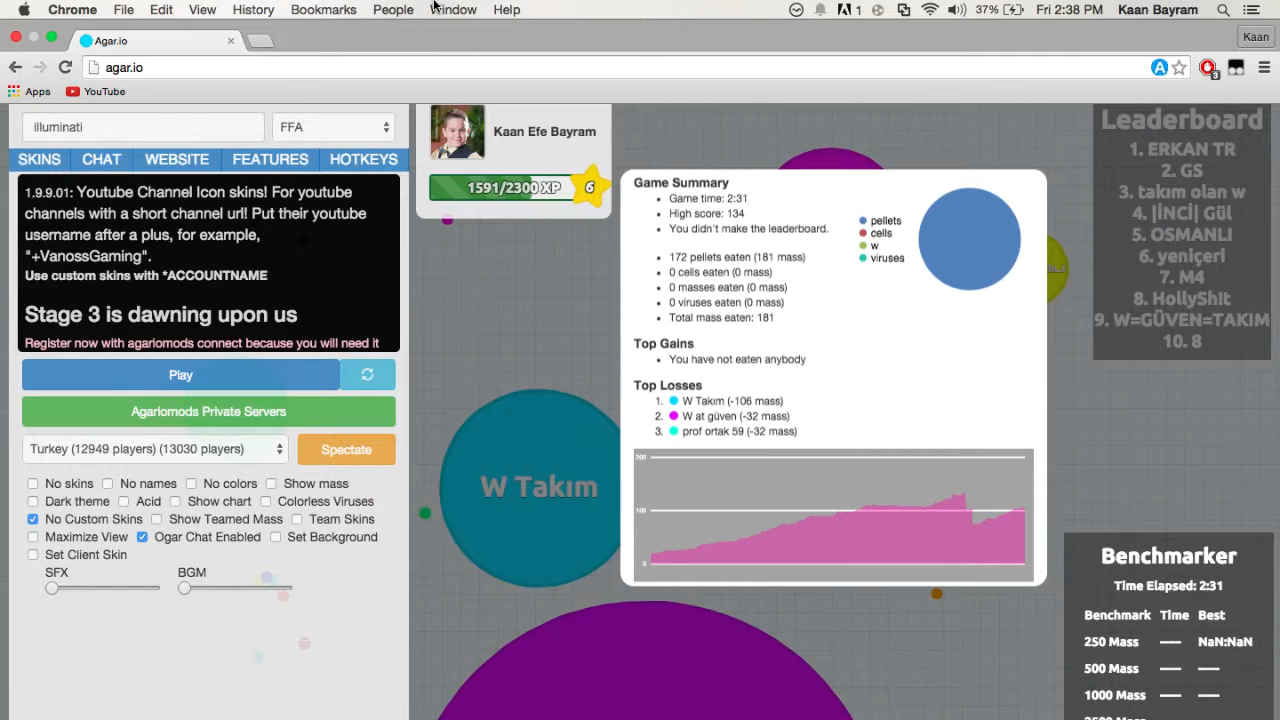 Chrome File Edit View History Bookmarks People Window Help 1 37% Fri 2:38 PM Kaan Bayram
Agar.io Kaan
agar.io 3
Apps YouTube
illuminati FFA
SKINS CHAT WEBSITE FEATURES HOTKEYS
1.9.9.01: Youtube Channel Icon skins! For youtube
channels with a short channel url! Put their youtube
username after a plus, for example,
"+VanossGaming".
Use custom skins with *ACCOUNTNAME
Stage 3 is dawning upon us
Register now with agariomods connect because you will need it
Play
Agariomods Private Servers
Turkey (12949 players) (13030 players) Spectate
No skins No names No colors Show mass
Dark theme Acid Show chart Colorless Viruses
No Custom Skins Show Teamed Mass Team Skins
Maximize View Ogar Chat Enabled Set Background
Set Client Skin
SFX BGM
Kaan Efe Bayram
1591/2300 XP 6
Game Summary
Game time: 2:31
High score: 134
You didn't make the leaderboard.
172 pellets eaten (181 mass)
0 cells eaten (0 mass)
0 masses eaten (0 mass)
0 viruses eaten (0 mass)
Total mass eaten: 181
pellets
cells
w
viruses
Top Gains
You have not eaten anybody
Top Losses
1. W Takım (-106 mass)
2. W at güven (-32 mass)
3. prof ortak 59 (-32 mass)
100
0
W Takım
Leaderboard
1. ERKAN TR
2. GS
3. takım olan w
4. |İNCİ| Gül
5. OSMANLI
6. yeniçeri
7. M4
8. HollySh!t
9. W=GÜVEN=TAKIM
10. 8
Benchmarker
Time Elapsed: 2:31
Benchmark Time Best
250 Mass —— NaN:NaN
500 Mass —— ——
1000 Mass —— ——